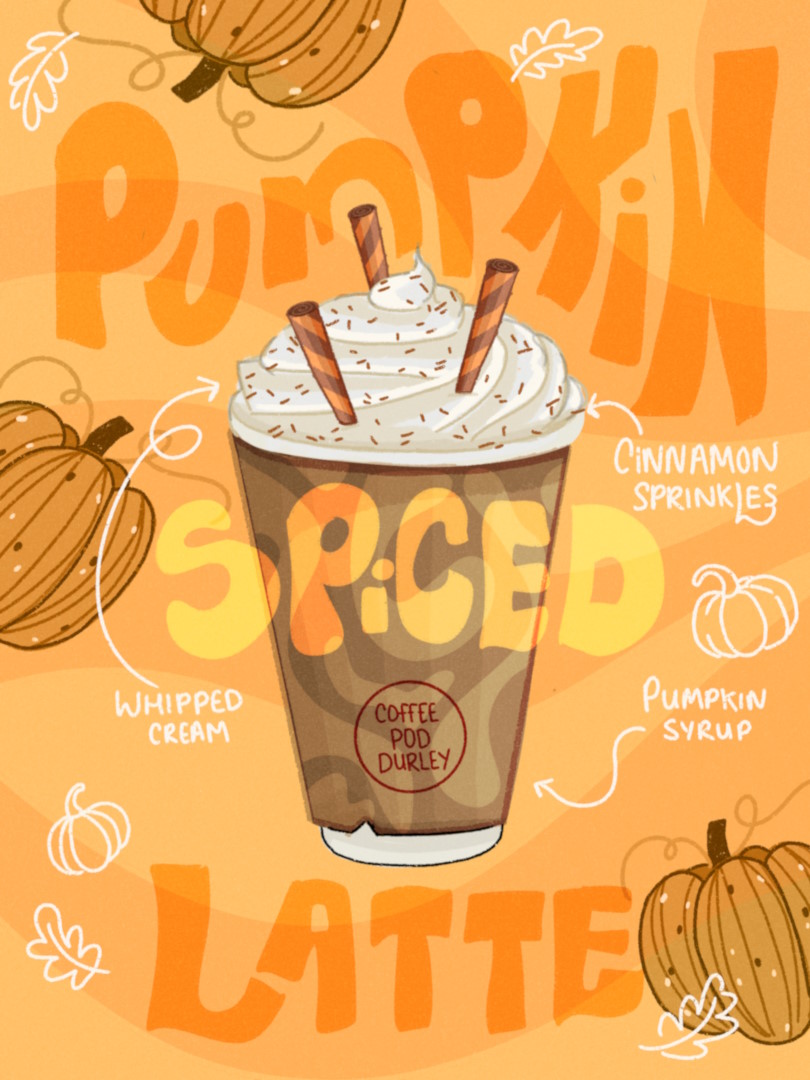 PUMPKiN
CiNNAMON
SPRINKLES
SPiCED
WHIPPED
CREAM
PUMPKIN
SYRUP
COFFEE
POD
DURLEY
LATTE